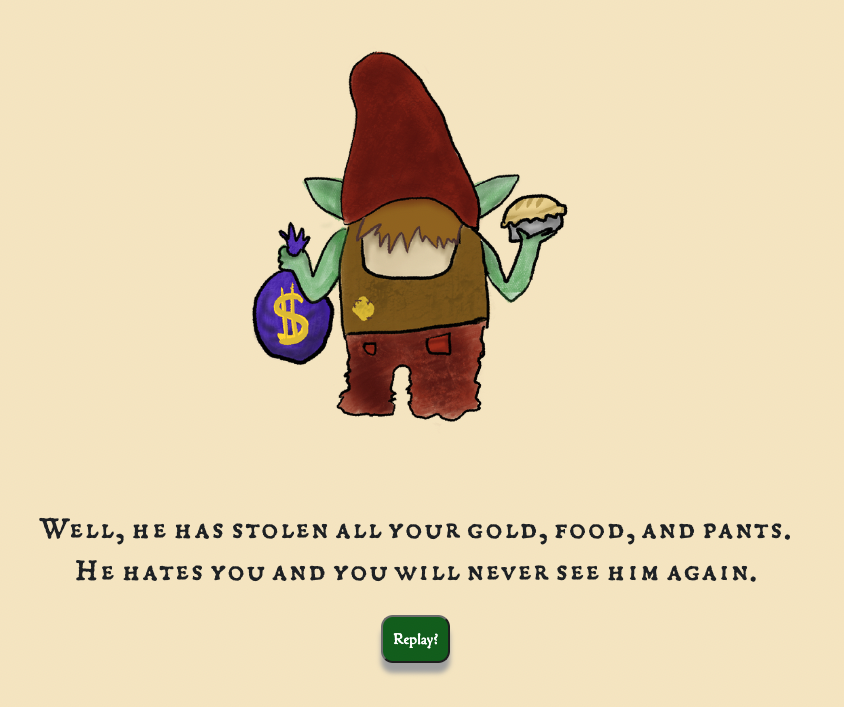 $
Well, he has stolen all your gold, food, and pants.
He hates you and you will never see him again.
Replay?